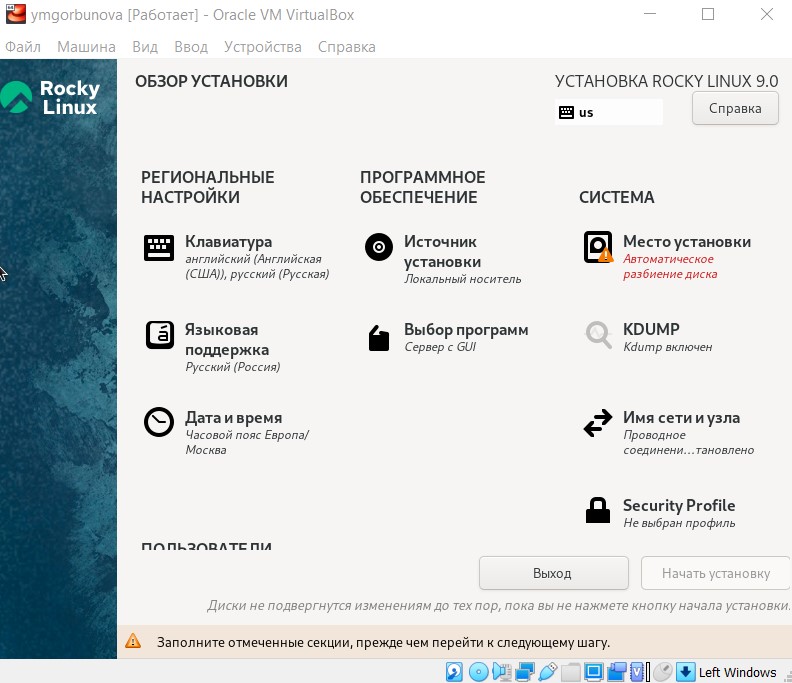 ymgorbunova [Работает] - Oracle VM VirtualBox
Файл Машина Вид Ввод Устройства Справка
Rocky
Linux
ОБЗОР УСТАНОВКИ
УСТАНОВКА ROCKY LINUX 9.0
us
Справка
РЕГИОНАЛЬНЫЕ
НАСТРОЙКИ
Клавиатура
английский (Английская
(США)), русский (Русская)
Языковая
поддержка
Русский (Россия)
Дата и время
Часовой пояс Европа/
Москва
ПОЛЬЗОВАТЕЛИ
ПРОГРАММНОЕ
ОБЕСПЕЧЕНИЕ
Источник
установки
Локальный носитель
Выбор программ
Сервер с GUI
СИСТЕМА
Место установки
Автоматическое
разбиение диска
KDUMP
Kdump включен
Имя сети и узла
Проводное
соединени...тановлено
Security Profile
Не выбран профиль
Выход
Начать установку
Диски не подвергнутся изменениям до тех пор, пока вы не нажмете кнопку начала установки.
Заполните отмеченные секции, прежде чем перейти к следующему шагу.
Left Windows